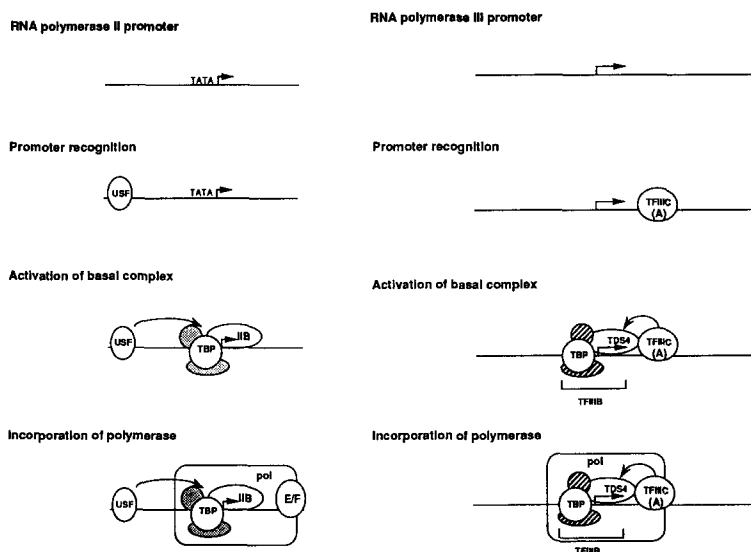 RNA polymerase II promoter
TATA
Promoter recognition
USF
TATA
Activation of basal complex
USF
TBP
IIB
Incorporation of polymerase
pol
USF
TBP
IIB
E/F
RNA polymerase III promoter
Promoter recognition
TFIIIC
(A)
Activation of basal complex
TBP
TDS4
TFIIIC
(A)
TFIIIB
Incorporation of polymerase
pol
TBP
TDS4
TFIIIC
(A)
TFIIIB